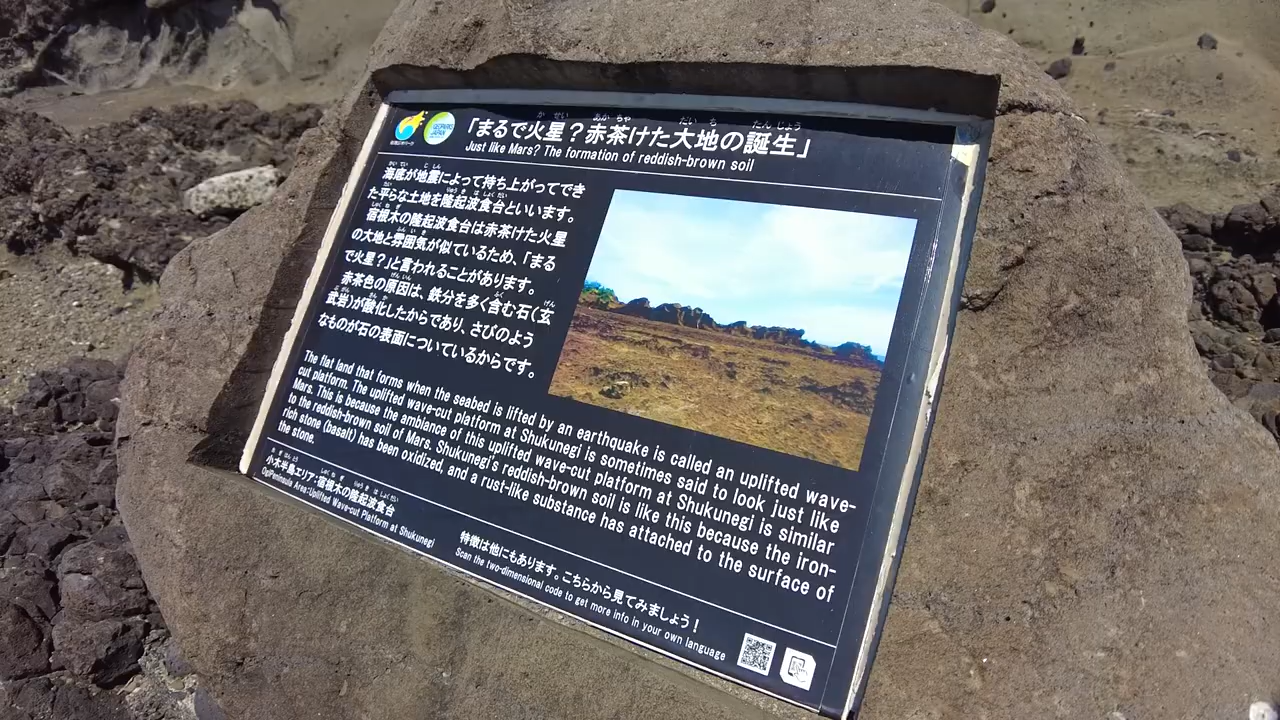 「まるで火星？赤茶けた大地の誕生」
Just like Mars? The formation of reddish-brown soil
海底が地震によって持ち上がってでき
た平らな土地を隆起波食台といいます。
宿根木の隆起波食台は赤茶けた火星
の大地と雰囲気が似ているため、「まる
で火星？」と言われることがあります。
赤茶色の原因は、鉄分を多く含む石(玄
武岩)が酸化したからであり、さびのよう
なものが石の表面についているからです。
The flat land that forms when the seabed is lifted by an earthquake is called an uplifted wave-
cut platform. The uplifted wave-cut platform at Shukunegi is sometimes said to look just like
Mars. This is because the ambiance of this uplifted wave-cut platform at Shukunegi is similar
to the reddish-brown soil of Mars. Shukunegi's reddish-brown soil is like this because the iron-
rich stone (basalt) has been oxidized, and a rust-like substance has attached to the surface of
the stone.
小木半島エリア:宿根木の隆起波食台
OgiPeninsula Area:Uplifted Wave-cut Platform at Shukunegi
特徴は他にもあります。こちらから見てみましょう！
Scan the two-dimensional code to get more info in your own language